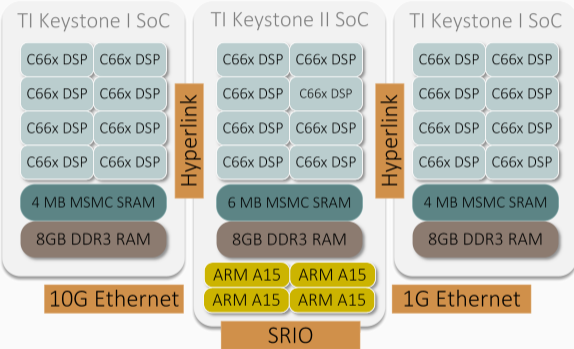 TI Keystone I SoC
C66x DSP C66x DSP
C66x DSP C66x DSP
C66x DSP C66x DSP
C66x DSP C66x DSP
4 MB MSMC SRAM
8GB DDR3 RAM
Hyperlink
TI Keystone II SoC
C66x DSP C66x DSP
C66x DSP C66x DSP
C66x DSP C66x DSP
C66x DSP C66x DSP
6 MB MSMC SRAM
8GB DDR3 RAM
ARM A15 ARM A15
ARM A15 ARM A15
Hyperlink
TI Keystone I SoC
C66x DSP C66x DSP
C66x DSP C66x DSP
C66x DSP C66x DSP
C66x DSP C66x DSP
4 MB MSMC SRAM
8GB DDR3 RAM
10G Ethernet
1G Ethernet
SRIO